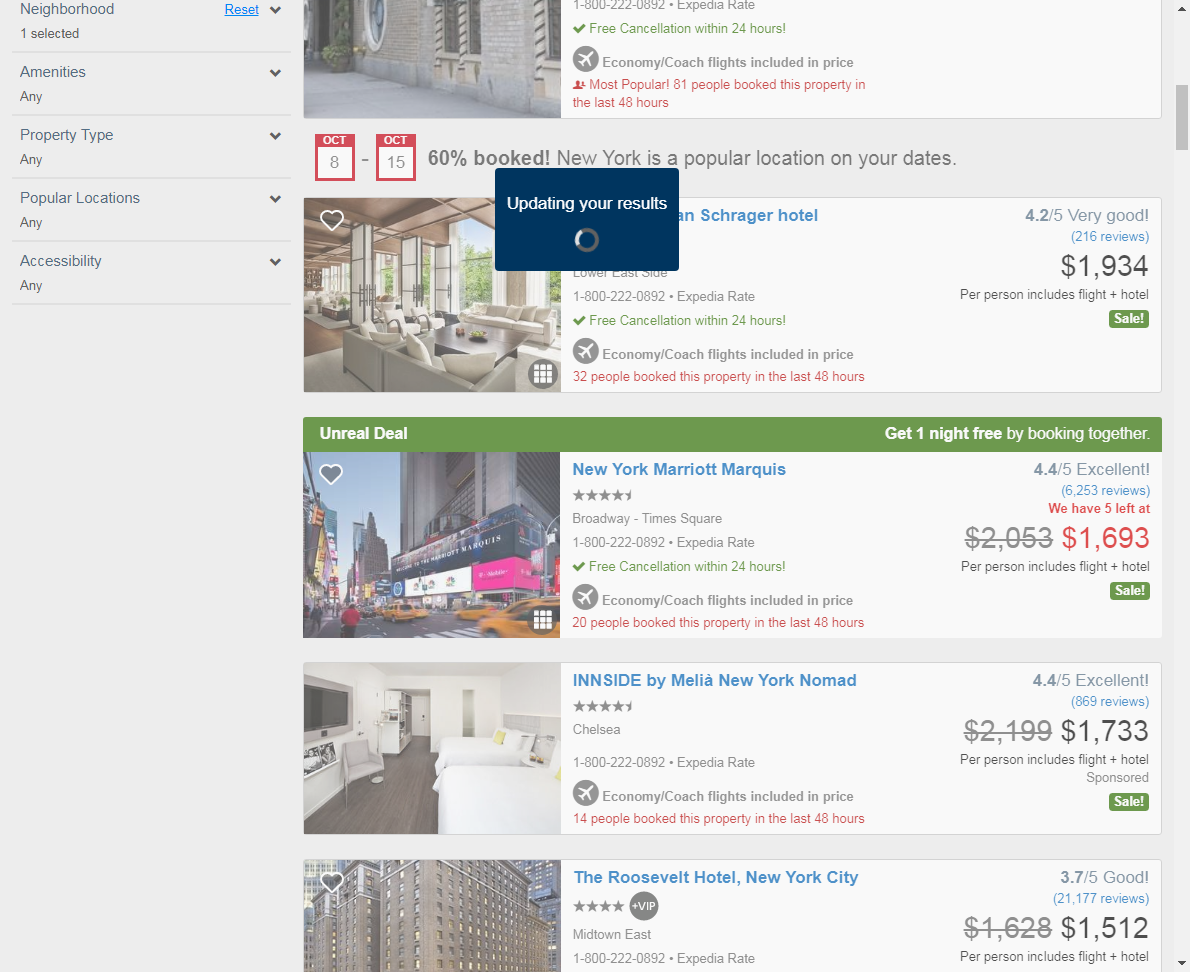 Neighborhood
Reset
1 selected
Amenities
Any
Property Type
Any
Popular Locations
Any
Accessibility
Any
1-800-222-0892 • Expedia Rate
Free Cancellation within 24 hours!
Economy/Coach flights included in price
Most Popular! 81 people booked this property in
the last 48 hours
OCT
8
-
OCT
15
60% booked! New York is a popular location on your dates.
Updating your results
an Schrager hotel
Lower East Side
1-800-222-0892 • Expedia Rate
Free Cancellation within 24 hours!
Economy/Coach flights included in price
32 people booked this property in the last 48 hours
4.2/5 Very good!
(216 reviews)
$1,934
Per person includes flight + hotel
Sale!
Unreal Deal
Get 1 night free by booking together.
WELCOME TO THE MARRIOTT MARQUIS
T-Mobile
New York Marriott Marquis
Broadway - Times Square
1-800-222-0892 • Expedia Rate
Free Cancellation within 24 hours!
Economy/Coach flights included in price
20 people booked this property in the last 48 hours
4.4/5 Excellent!
(6,253 reviews)
We have 5 left at
$2,053 $1,693
Per person includes flight + hotel
Sale!
INNSIDE by Melià New York Nomad
Chelsea
1-800-222-0892 • Expedia Rate
Economy/Coach flights included in price
14 people booked this property in the last 48 hours
4.4/5 Excellent!
(869 reviews)
$2,199 $1,733
Per person includes flight + hotel
Sponsored
Sale!
The Roosevelt Hotel, New York City
+VIP
Midtown East
1-800-222-0892 • Expedia Rate
3.7/5 Good!
(21,177 reviews)
$1,628 $1,512
Per person includes flight + hotel